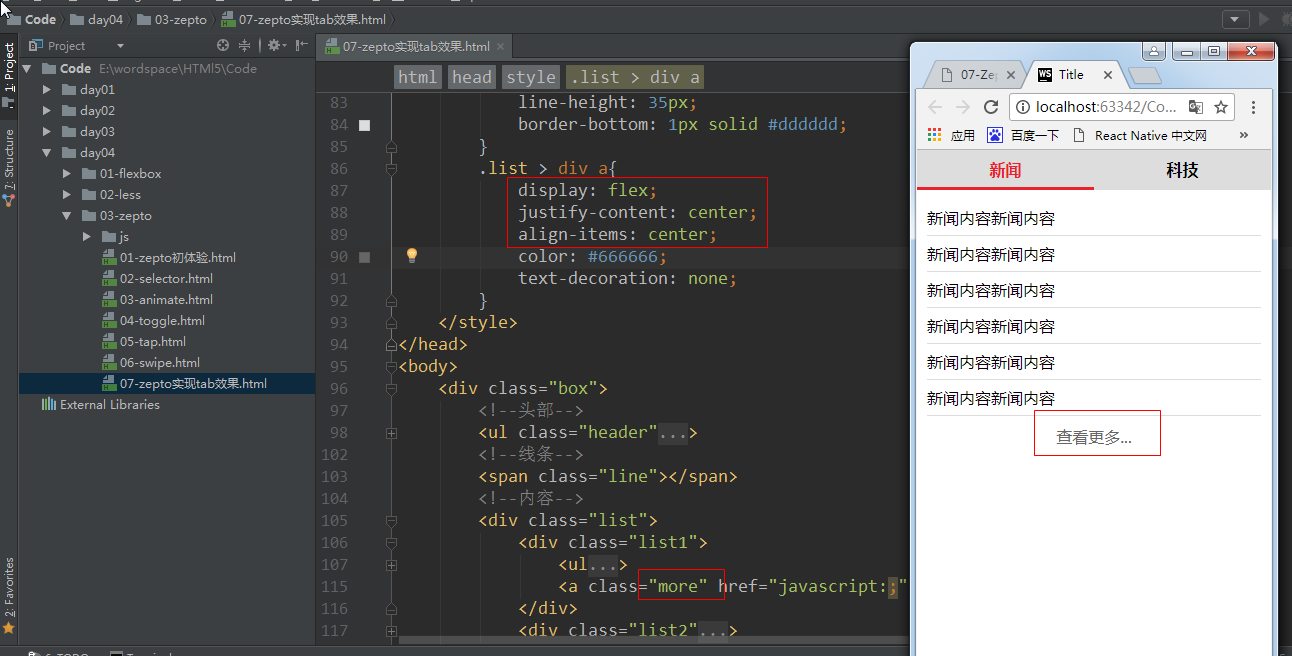 Code day04 03-zepto 07-zepto实现tab效果.html
1: Project
7: Structure
2: Favorites
Project
Code E:\wordspace\HTMl5\Code
day01
day02
day03
day04
01-flexbox
02-less
03-zepto
js
01-zepto初体验.html
02-selector.html
03-animate.html
04-toggle.html
05-tap.html
06-swipe.html
07-zepto实现tab效果.html
External Libraries
07-zepto实现tab效果.html
html head style .list > div a
83 line-height: 35px;
84 border-bottom: 1px solid #dddddd;
85 }
86 .list > div a{
87 display: flex;
88 justify-content: center;
89 align-items: center;
90 color: #666666;
91 text-decoration: none;
92 }
93 </style>
94 </head>
95 <body>
96 <div class="box">
97 <!--头部-->
98 <ul class="header"...>
102 <!--线条-->
103 <span class="line"></span>
104 <!--内容-->
105 <div class="list">
106 <div class="list1">
107 <ul...>
115 <a class="more" href="javascript:;"
116 </div>
117 <div class="list2"...>
07-Ze
WS Title
localhost:63342/Co...
应用 百度一下 React Native 中文网 »
新闻 科技
新闻内容新闻内容
新闻内容新闻内容
新闻内容新闻内容
新闻内容新闻内容
新闻内容新闻内容
新闻内容新闻内容
查看更多...